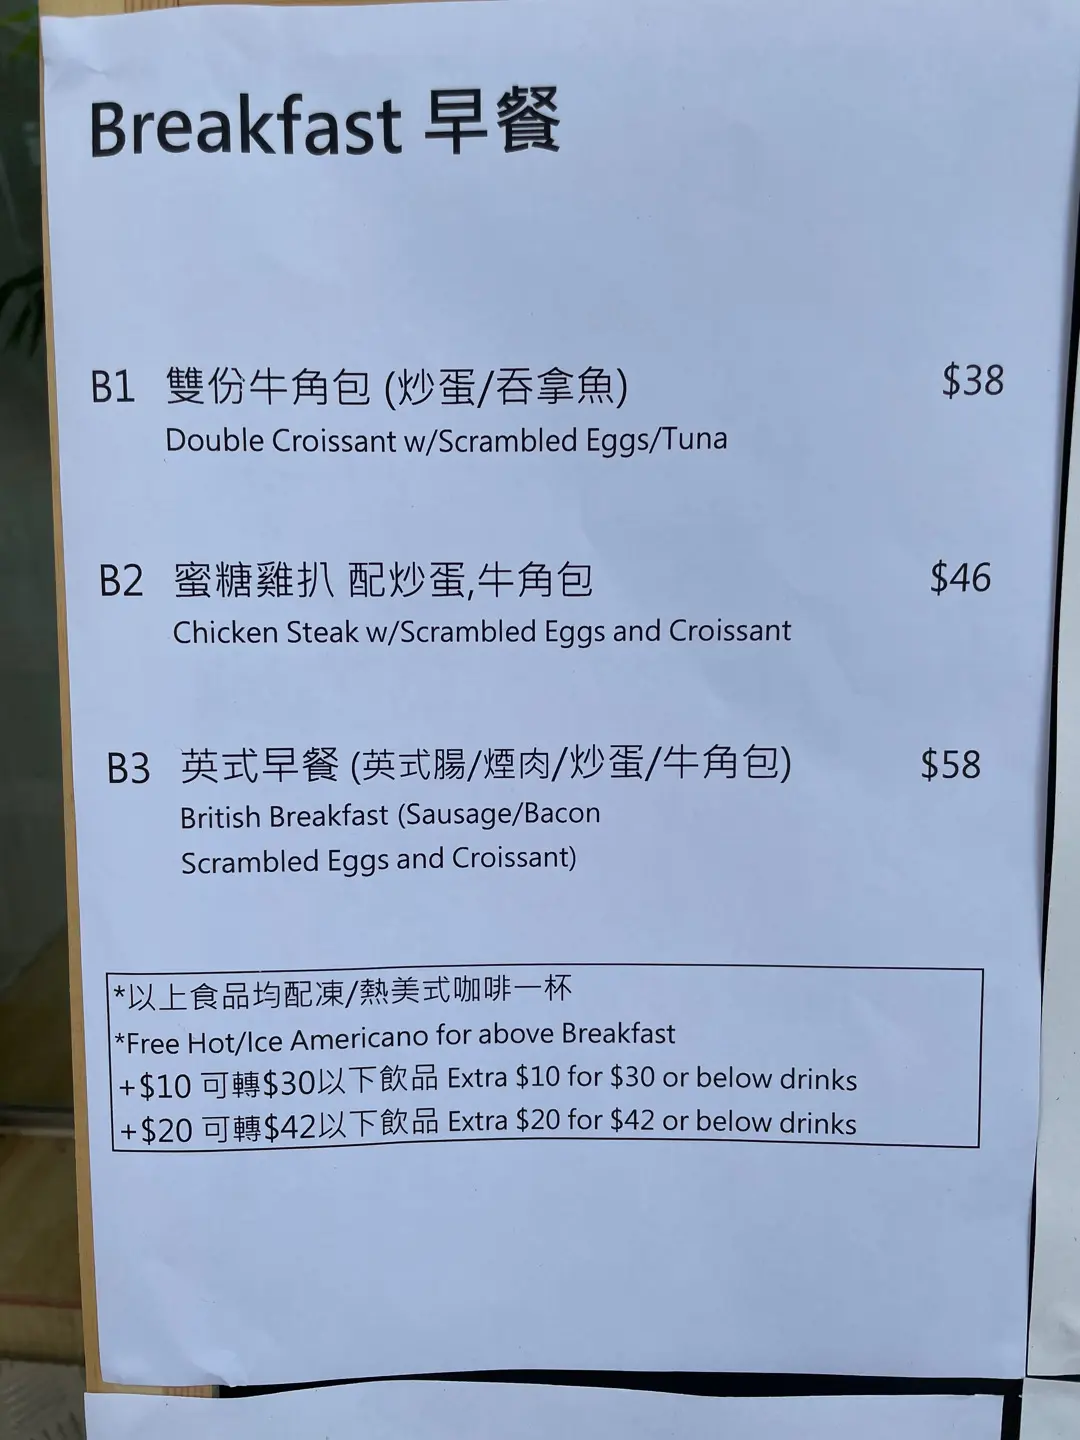 Breakfast 早餐
B1 雙份牛角包 (炒蛋/吞拿魚) $38
Double Croissant w/Scrambled Eggs/Tuna
B2 蜜糖雞扒 配炒蛋,牛角包 $46
Chicken Steak w/Scrambled Eggs and Croissant
B3 英式早餐 (英式腸/煙肉/炒蛋/牛角包) $58
British Breakfast (Sausage/Bacon
Scrambled Eggs and Croissant)
*以上食品均配凍/熱美式咖啡一杯
*Free Hot/Ice Americano for above Breakfast
+$10 可轉$30以下飲品 Extra $10 for $30 or below drinks
+$20 可轉$42以下飲品 Extra $20 for $42 or below drinks